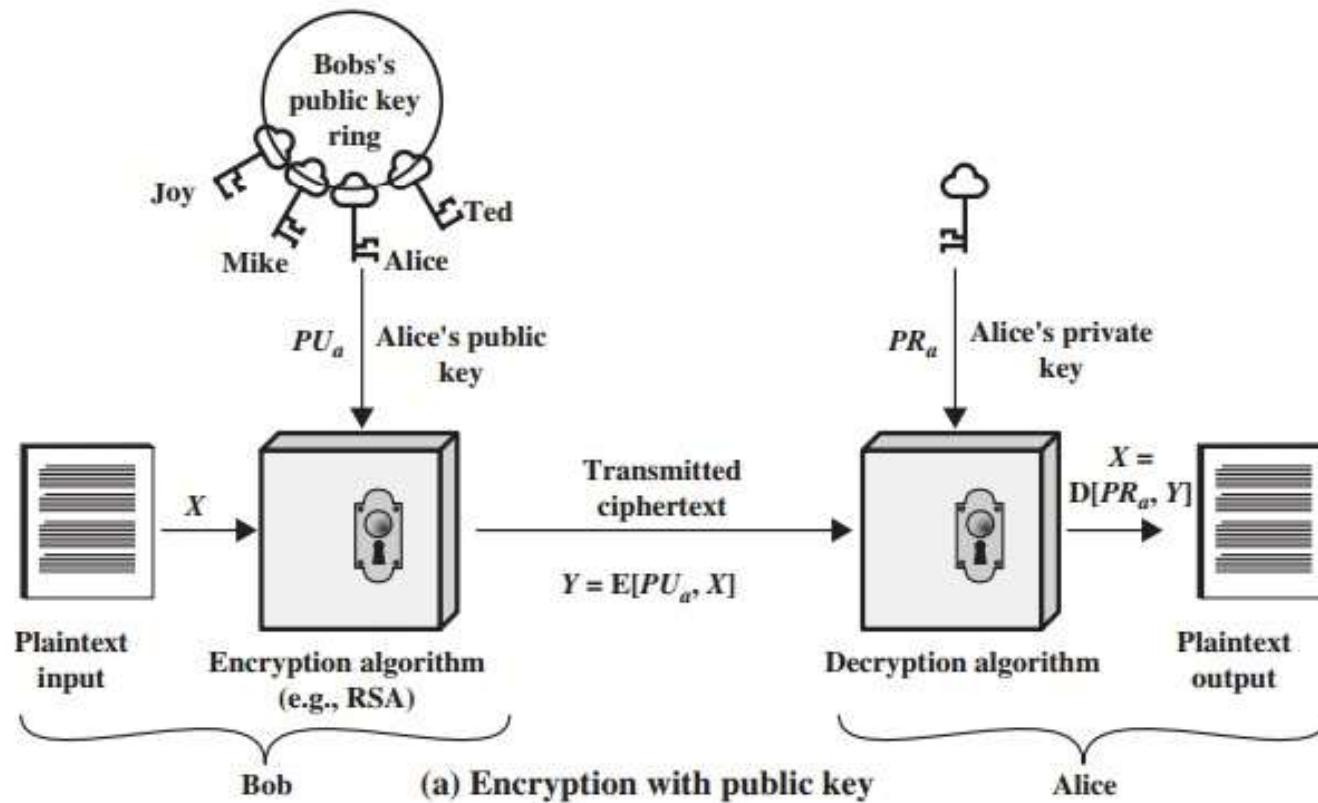 Bobs's
public key
ring
Joy
Ted
Mike
Alice
PUa
Alice's public
key
PRa
Alice's private
key
X
Transmitted
ciphertext
X =
D[PRa, Y]
Y = E[PUa, X]
Plaintext
input
Encryption algorithm
(e.g., RSA)
Decryption algorithm
Plaintext
output
Bob
(a) Encryption with public key
Alice